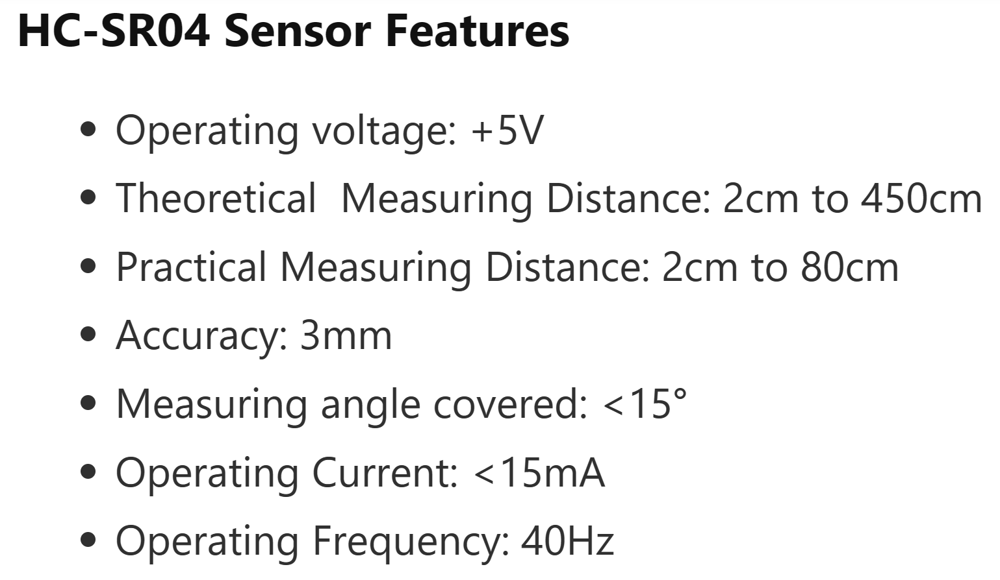 HC-SR04 Sensor Features
• Operating voltage: +5V
• Theoretical  Measuring Distance: 2cm to 450cm
• Practical Measuring Distance: 2cm to 80cm
• Accuracy: 3mm
• Measuring angle covered: <15°
• Operating Current: <15mA
• Operating Frequency: 40Hz